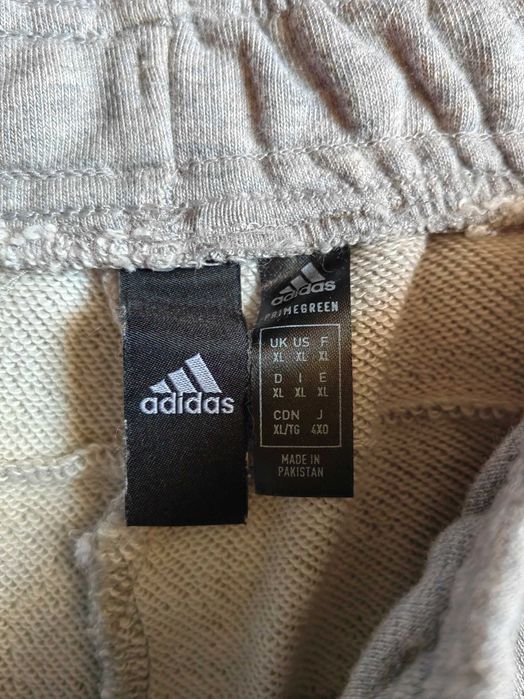 adidas
adidas
PRIMEGREEN
UK US F
XL XL XL
D I E
XL XL XL
CDN J
XL/TG 4XO
MADE IN
PAKISTAN